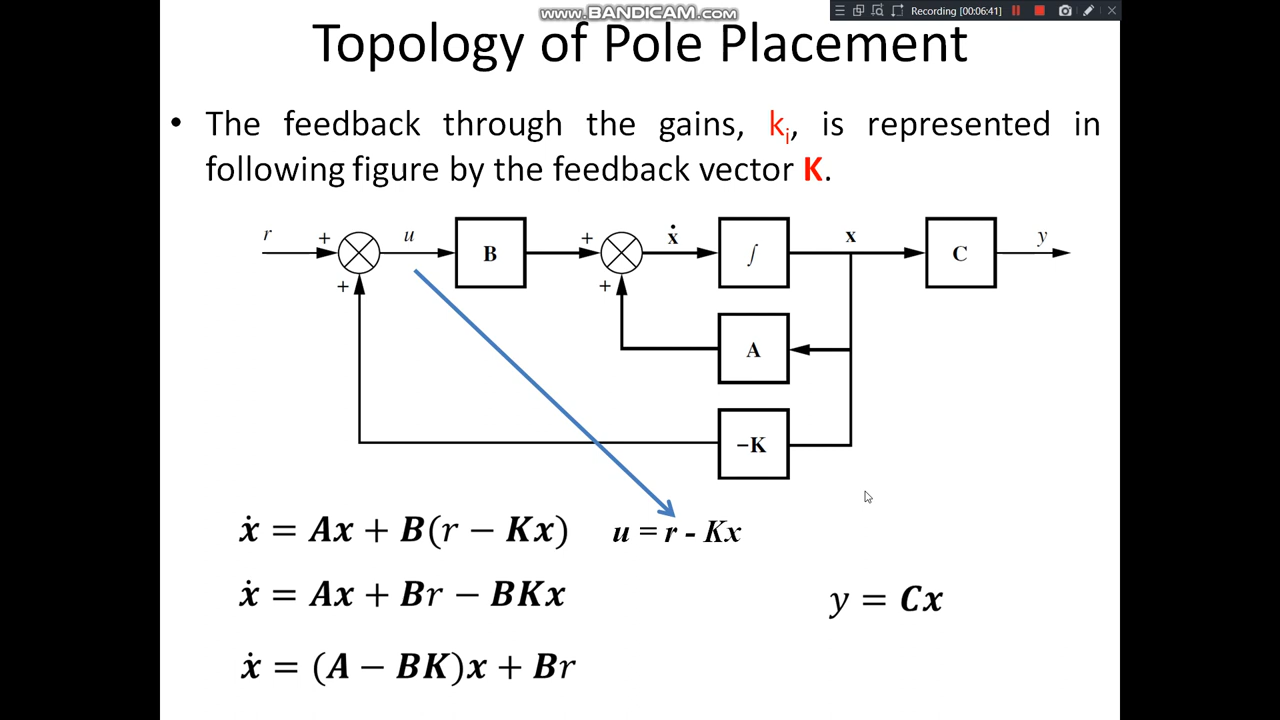 www.BANDICAM.com
Recording [00:06:41]
Topology of Pole Placement
• The feedback through the gains, kᵢ, is represented in
following figure by the feedback vector K.
r + u B + ẋ ∫ x C y
+ +
A
−K
ẋ = Ax + B(r − Kx) u = r - Kx
ẋ = Ax + Br − BKx y = Cx
ẋ = (A − BK)x + Br